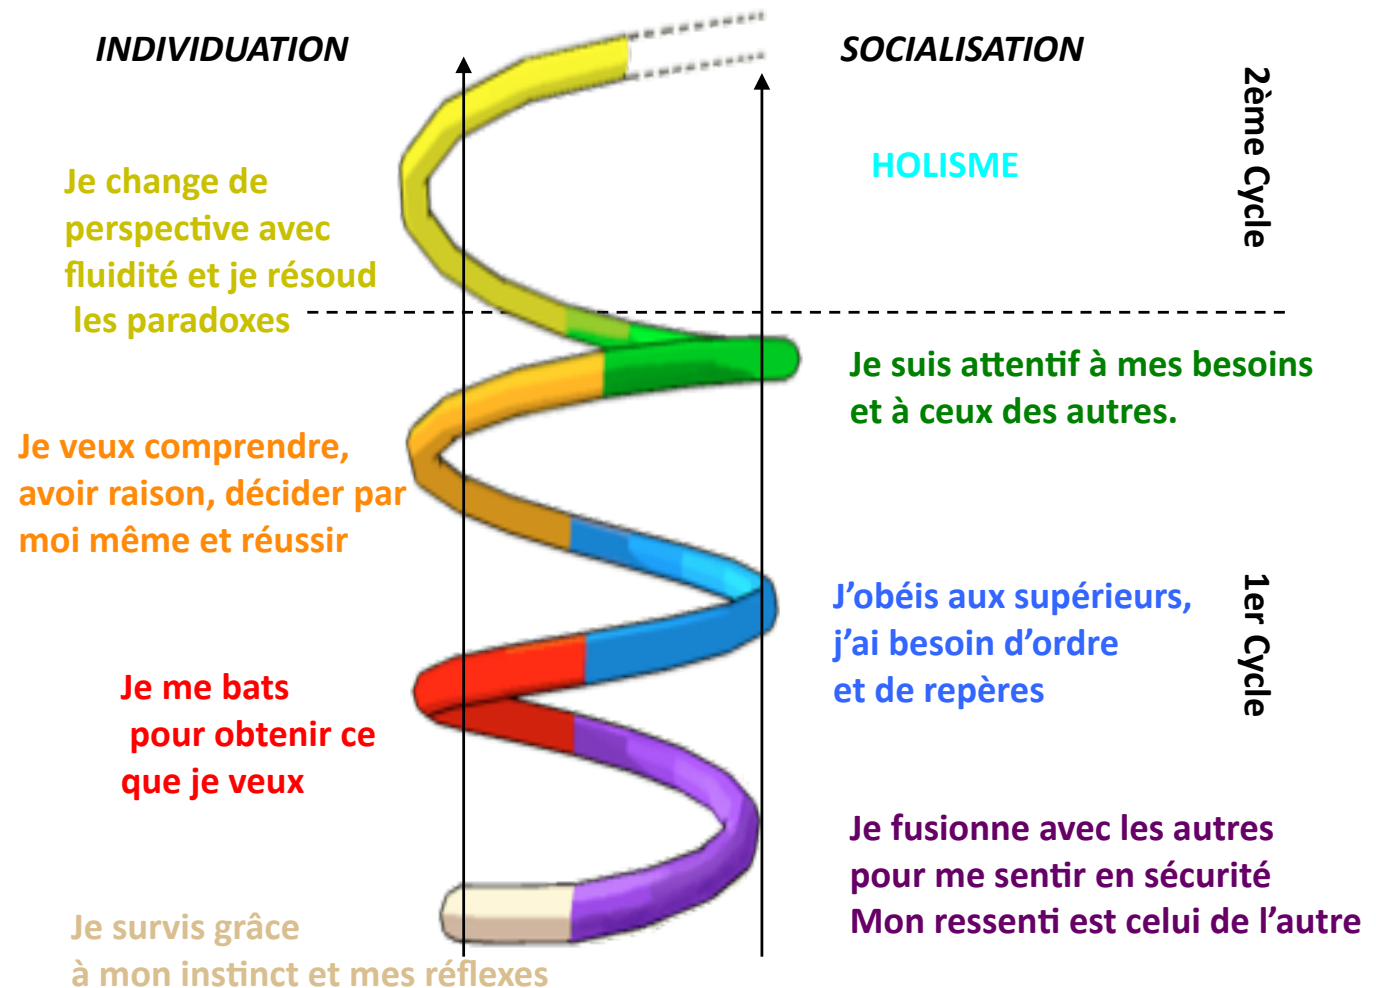 INDIVIDUATION
SOCIALISATION
2ème Cycle
HOLISME
Je change de
perspective avec
fluidité et je résoud
les paradoxes
Je suis attentif à mes besoins
et à ceux des autres.
Je veux comprendre,
avoir raison, décider par
moi même et réussir
1er Cycle
J’obéis aux supérieurs,
j’ai besoin d’ordre
et de repères
Je me bats
pour obtenir ce
que je veux
Je fusionne avec les autres
pour me sentir en sécurité
Mon ressenti est celui de l’autre
Je survis grâce
à mon instinct et mes réflexes